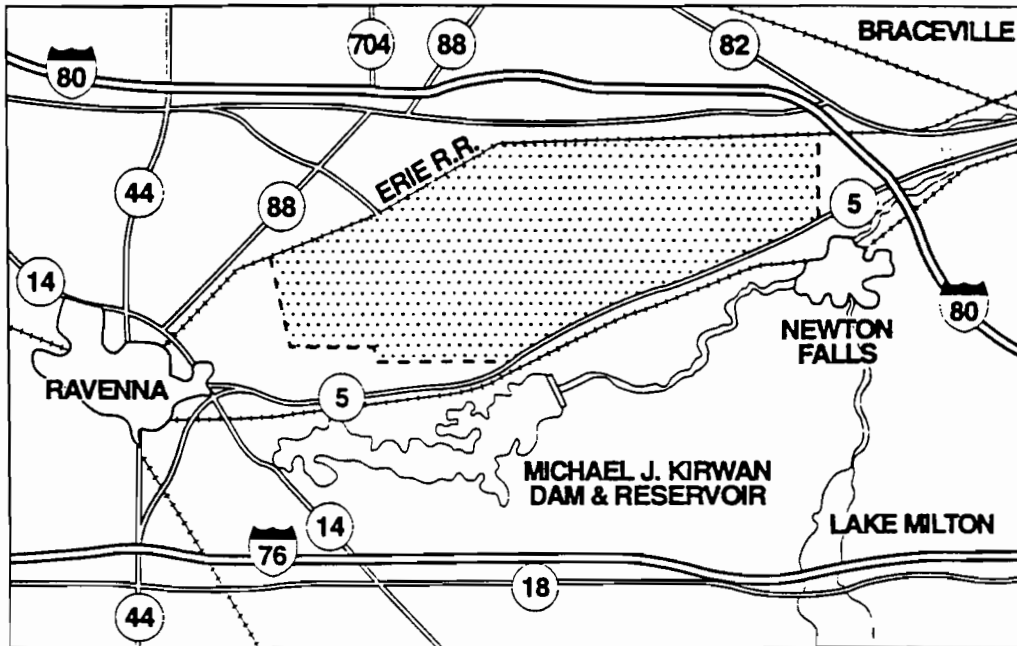 704
88
82
BRACEVILLE
80
ERIE R.R.
44
88
5
14
80
NEWTON
FALLS
RAVENNA
5
MICHAEL J. KIRWAN
DAM & RESERVOIR
14
LAKE MILTON
76
18
44